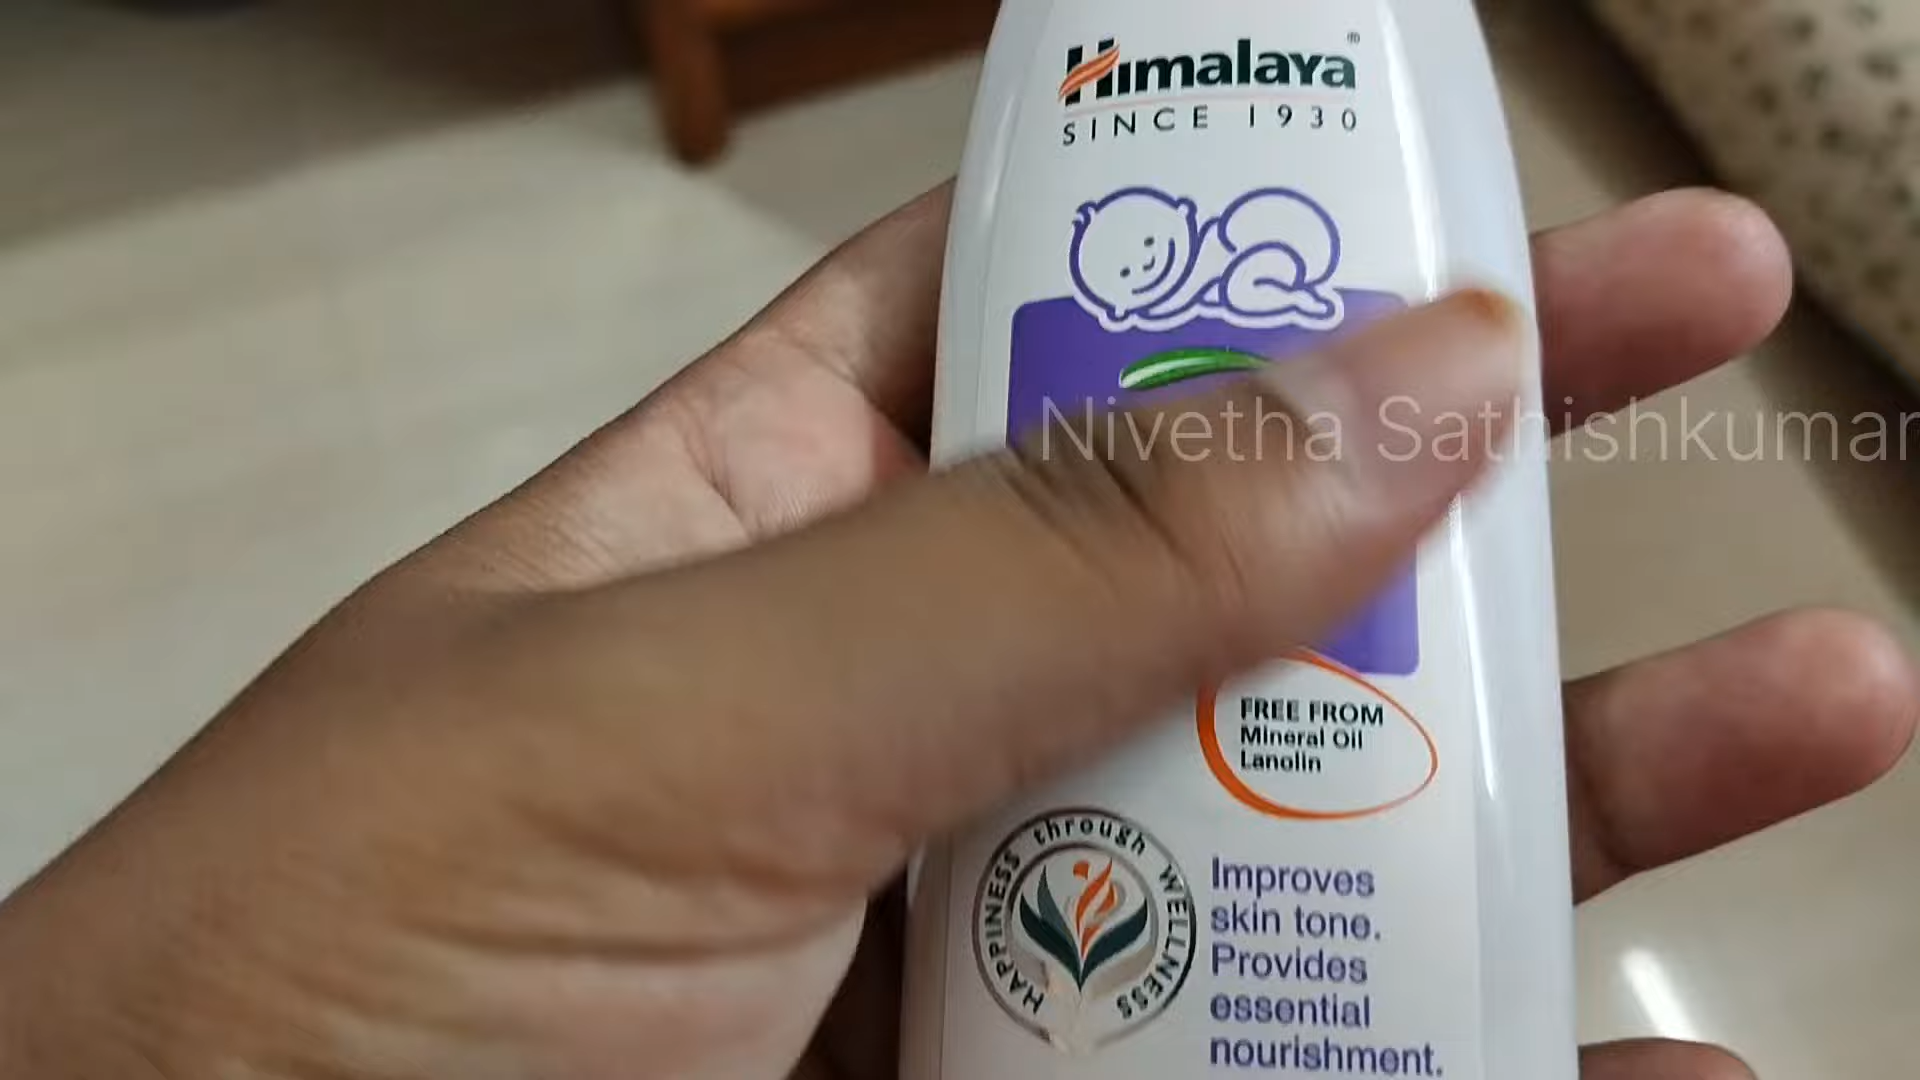 Himalaya®
SINCE 1930
Nivetha Sathishkumar
FREE FROM
Mineral Oil
Lanolin
HAPPINESS through WELLNESS
Improves
skin tone.
Provides
essential
nourishment.